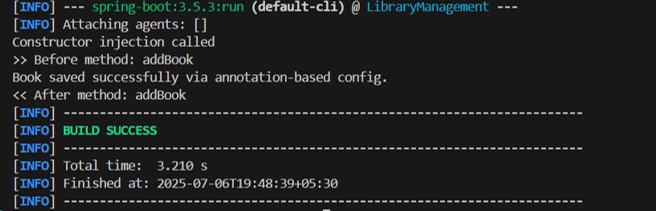 [INFO] --- spring-boot:3.5.3:run (default-cli) @ LibraryManagement ---
[INFO] Attaching agents: []
Constructor injection called
>> Before method: addBook
Book saved successfully via annotation-based config.
<< After method: addBook
[INFO] ------------------------------------------------------------------------
[INFO] BUILD SUCCESS
[INFO] ------------------------------------------------------------------------
[INFO] Total time:  3.210 s
[INFO] Finished at: 2025-07-06T19:48:39+05:30
[INFO] ------------------------------------------------------------------------